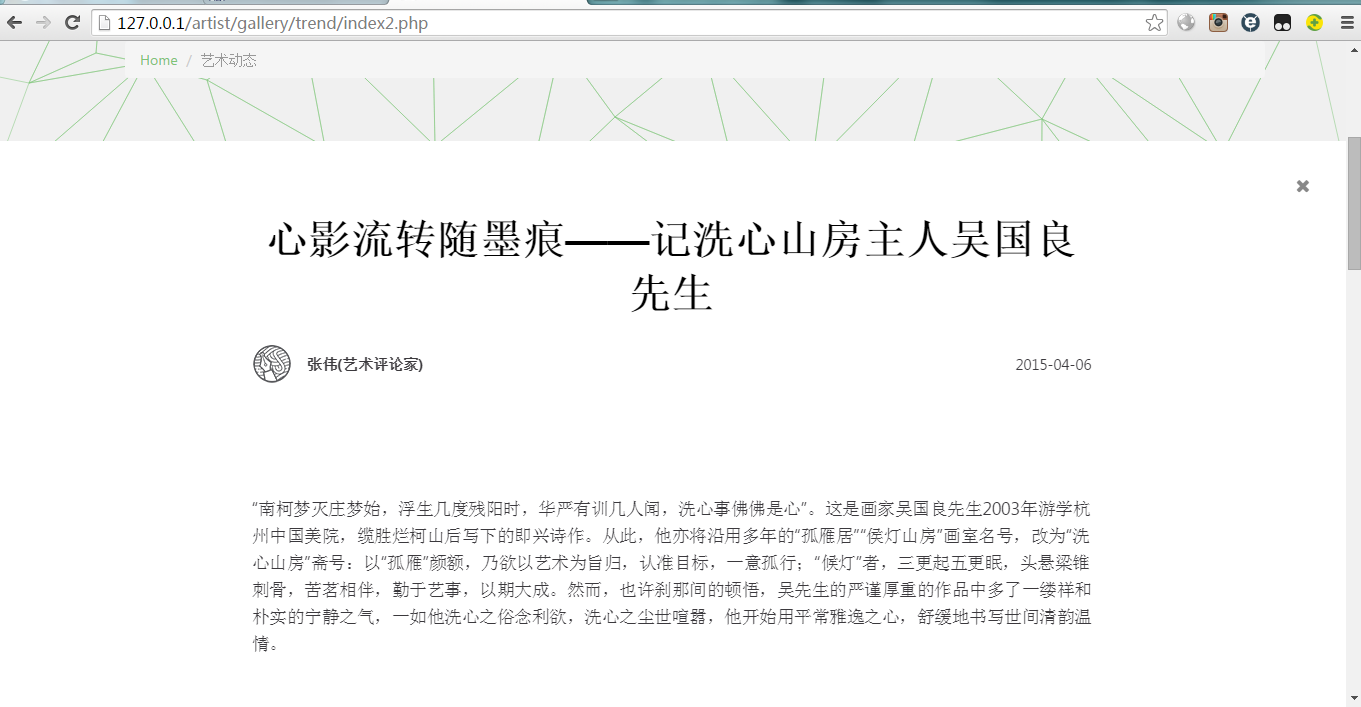 127.0.0.1/artist/gallery/trend/index2.php
Home / 艺术动态
心影流转随墨痕——记洗心山房主人吴国良
先生
张伟(艺术评论家)
2015-04-06
“南柯梦灭庄梦始，浮生几度残阳时，华严有训几人闻，洗心事佛佛是心”。这是画家吴国良先生2003年游学杭
州中国美院，缆胜烂柯山后写下的即兴诗作。从此，他亦将沿用多年的“孤雁居”“侯灯山房”画室名号，改为“洗
心山房”斋号：以“孤雁”颜额，乃欲以艺术为旨归，认准目标，一意孤行；“候灯”者，三更起五更眠，头悬梁锥
刺骨，苦茗相伴，勤于艺事，以期大成。然而，也许刹那间的顿悟，吴先生的严谨厚重的作品中多了一缕祥和
朴实的宁静之气，一如他洗心之俗念利欲，洗心之尘世喧嚣，他开始用平常雅逸之心，舒缓地书写世间清韵温
情。